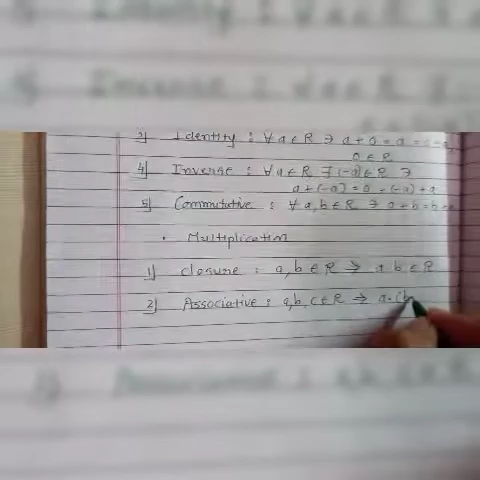 3) Identity : ∀ a ∈ R ∋ a + 0 = a = (-a
0 ∈ R
4) Inverse : ∀ a ∈ R ∃ (-a) ∈ R ∋
a + (-a) = 0 = (-a) + a
5) Commutative : ∀ a, b ∈ R ∋ a + b = b + a
• Multiplication
1) Closure : a, b ∈ R ⇒ a b ∈ R
2) Associative : a, b, c ∈ R ⇒ a·(b